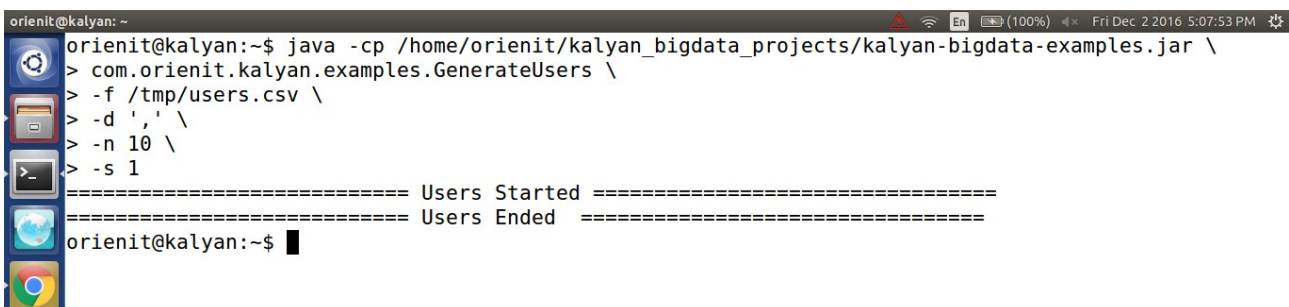 orienit@kalyan: ~
En (100%) Fri Dec 2 2016 5:07:53 PM
orienit@kalyan:~$ java -cp /home/orienit/kalyan_bigdata_projects/kalyan-bigdata-examples.jar \
> com.orienit.kalyan.examples.GenerateUsers \
> -f /tmp/users.csv \
> -d ',' \
> -n 10 \
> -s 1
============================ Users Started =================================
============================ Users Ended  =================================
orienit@kalyan:~$